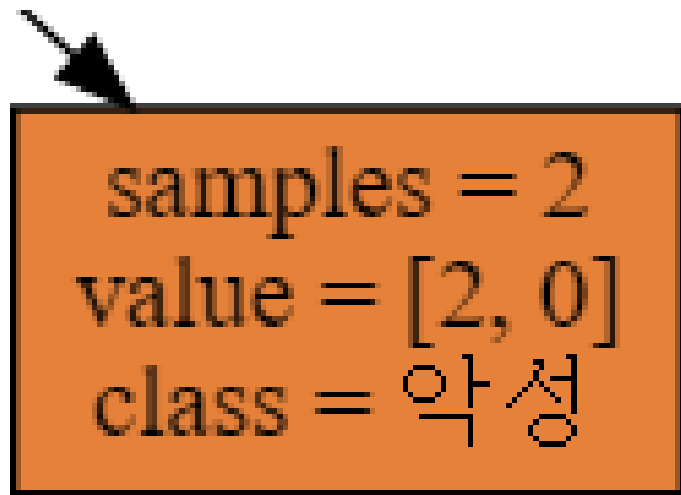 samples = 2
value = [2, 0]
class = 악성